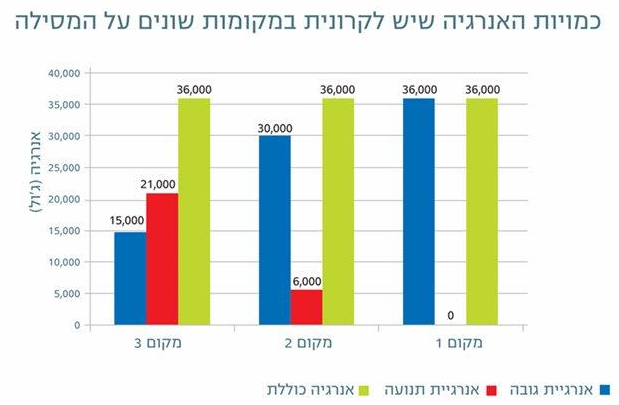 כמויות האנרגיה שיש לקרונית במקומות שונים על המסילה
אנרגיה (ג'ול)
40,000
35,000
30,000
25,000
20,000
15,000
10,000
5,000
0
36,000 36,000 0
30,000 6,000 36,000
15,000 21,000 36,000
מקום 1 מקום 2 מקום 3
אנרגיית גובה אנרגיית תנועה אנרגיה כוללת